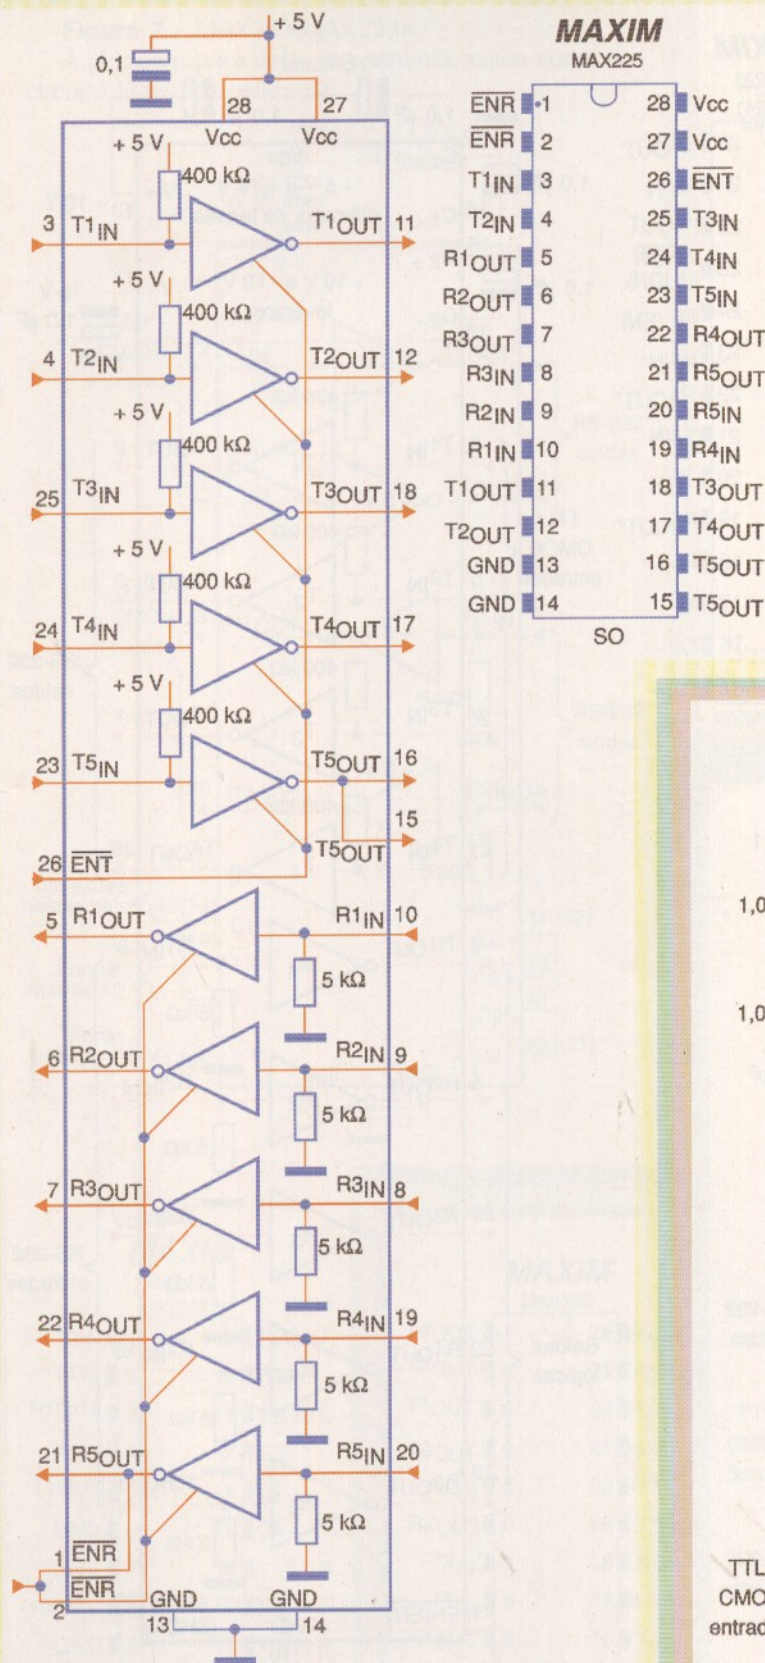 + 5 V
0,1
28 27
Vcc Vcc
+ 5 V
400 kΩ
3 T1IN T1OUT 11
+ 5 V
400 kΩ
4 T2IN T2OUT 12
+ 5 V
400 kΩ
25 T3IN T3OUT 18
+ 5 V
400 kΩ
24 T4IN T4OUT 17
+ 5 V
400 kΩ
23 T5IN T5OUT 16
15
T5OUT
26 ENT
5 R1OUT R1IN 10
5 kΩ
6 R2OUT R2IN 9
5 kΩ
7 R3OUT R3IN 8
5 kΩ
22 R4OUT R4IN 19
5 kΩ
21 R5OUT R5IN 20
5 kΩ
1 ENR
2 ENR
GND GND
13 14
MAXIM
MAX225
ENR 1 28 Vcc
ENR 2 27 Vcc
T1IN 3 26 ENT
T2IN 4 25 T3IN
R1OUT 5 24 T4IN
R2OUT 6 23 T5IN
R3OUT 7 22 R4OUT
R3IN 8 21 R5OUT
R2IN 9 20 R5IN
R1IN 10 19 R4IN
T1OUT 11 18 T3OUT
T2OUT 12 17 T4OUT
GND 13 16 T5OUT
GND 14 15 T5OUT
SO
1,0
1,0
TTL
CMO
entrad